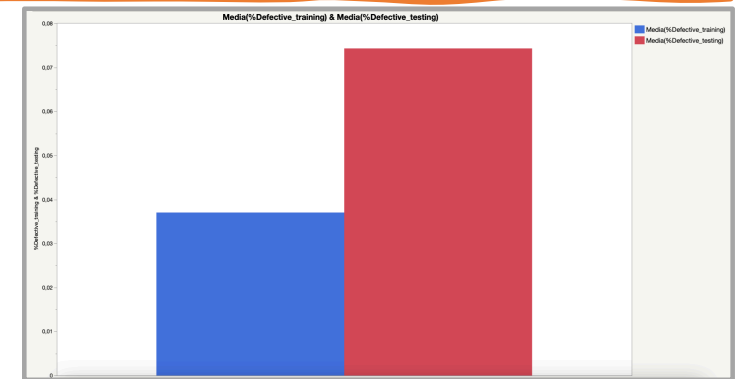 Media(%Defective_training) & Media(%Defective_testing)
Media(%Defective_training)
Media(%Defective_testing)
%Defective_training & %Defective_testing
0,08
0,07
0,06
0,05
0,04
0,03
0,02
0,01
0